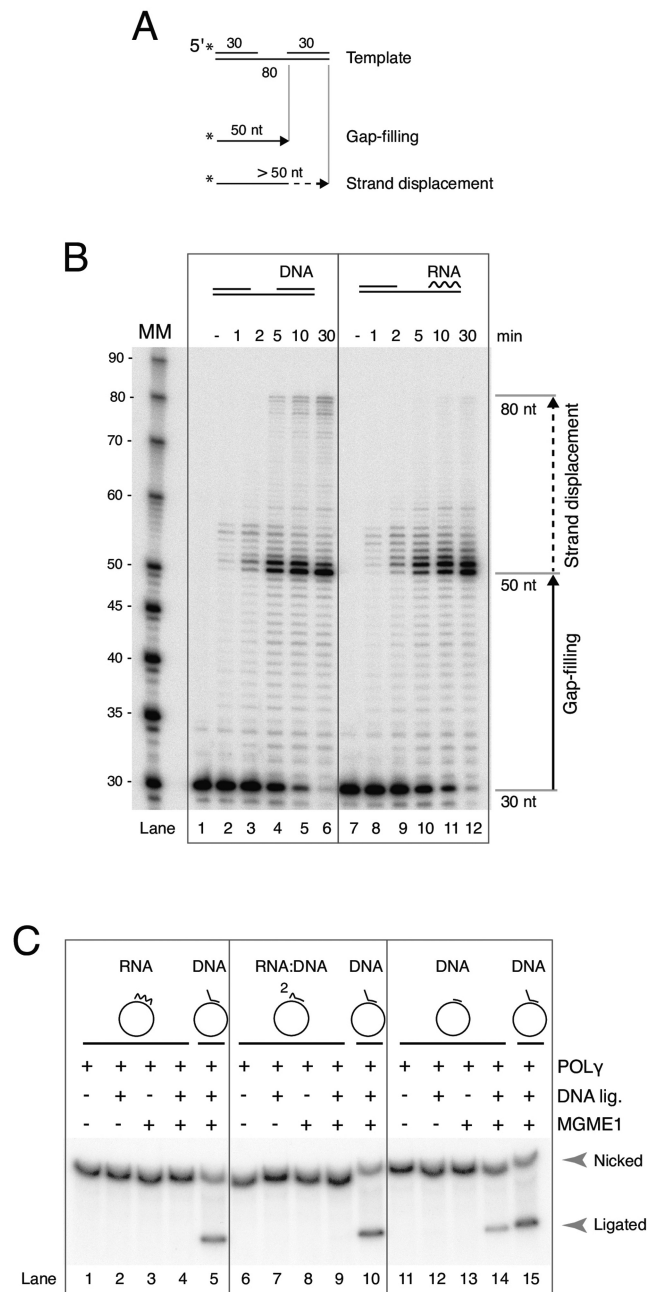 A
5'* 30 30
80
Template
* 50 nt
Gap-filling
* > 50 nt
Strand displacement
B
DNA RNA
MM - 1 2 5 10 30 - 1 2 5 10 30 min
90 -
80 -
70 -
60 -
50 -
45 -
40 -
35 -
30 -
80 nt
Strand displacement
50 nt
Gap-filling
30 nt
Lane 1 2 3 4 5 6 7 8 9 10 11 12
C
RNA DNA RNA:DNA DNA DNA DNA
2
+ + + + + + + + + + + + + + + POLγ
- + - + + - + - + + - + - + + DNA lig.
- - + + + - - + + + - - + + + MGME1
Nicked
Ligated
Lane 1 2 3 4 5 6 7 8 9 10 11 12 13 14 15